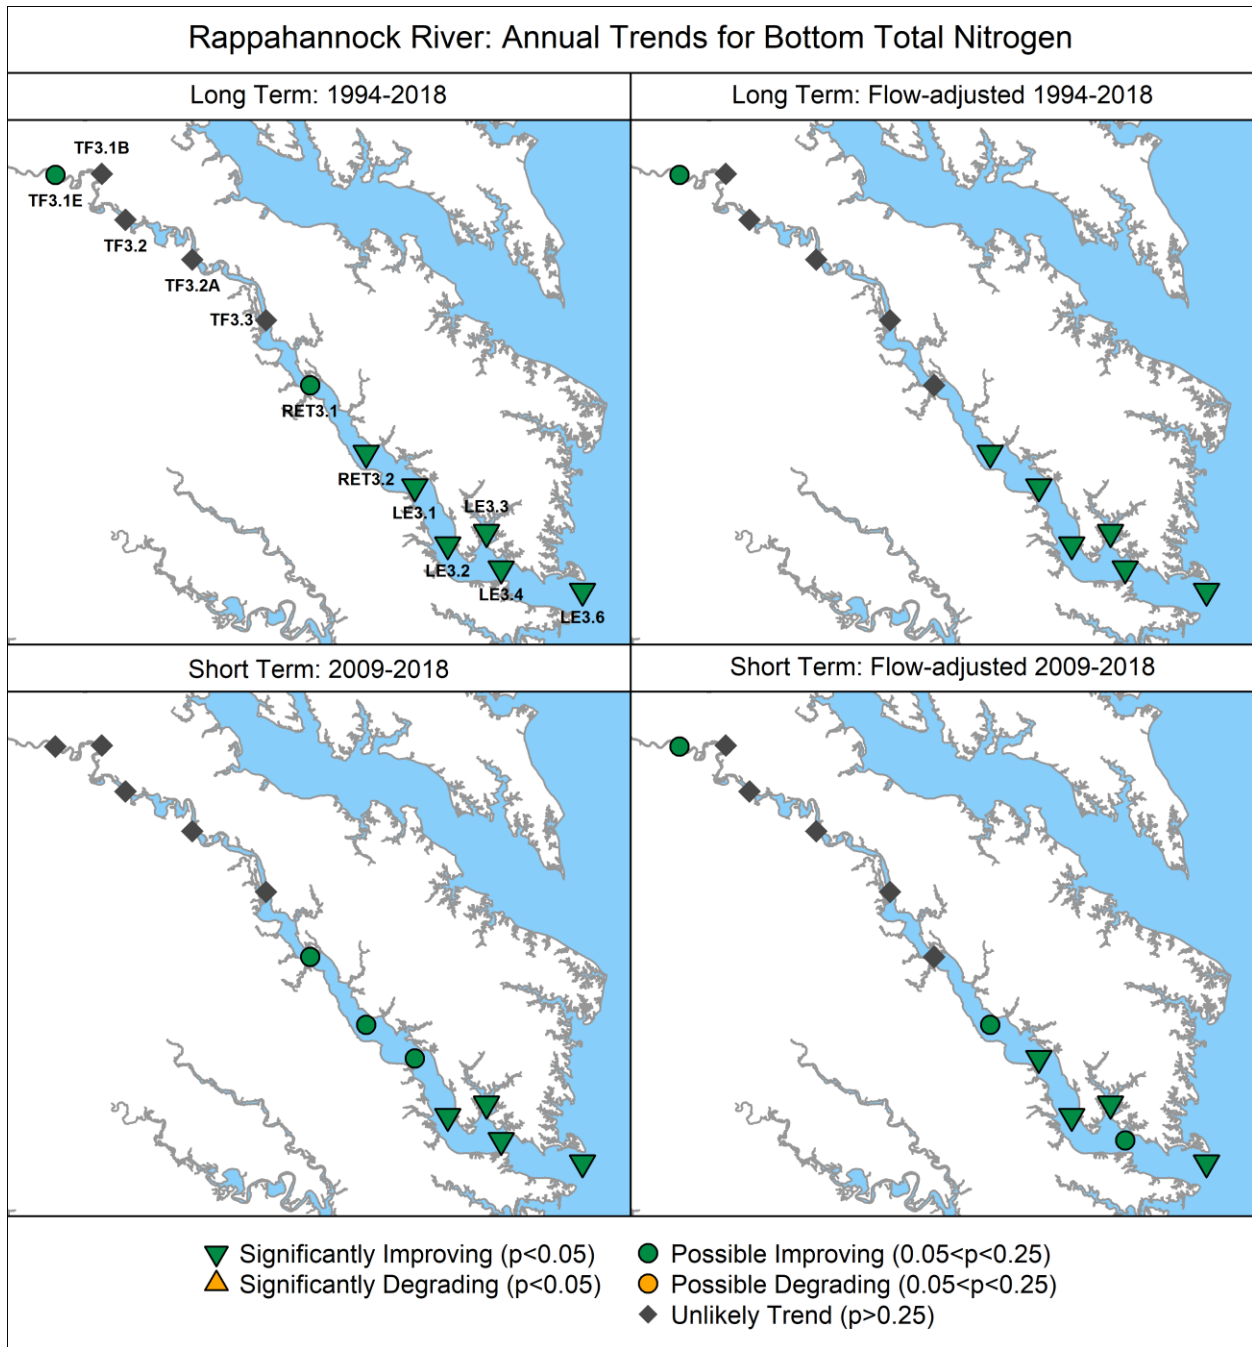 Rappahannock River: Annual Trends for Bottom Total Nitrogen
Long Term: 1994-2018
Long Term: Flow-adjusted 1994-2018
TF3.1B
TF3.1E
TF3.2
TF3.2A
TF3.3
RET3.1
RET3.2
LE3.1
LE3.3
LE3.2
LE3.4
LE3.6
Short Term: 2009-2018
Short Term: Flow-adjusted 2009-2018
Significantly Improving (p<0.05)
Possible Improving (0.05<p<0.25)
Significantly Degrading (p<0.05)
Possible Degrading (0.05<p<0.25)
Unlikely Trend (p>0.25)